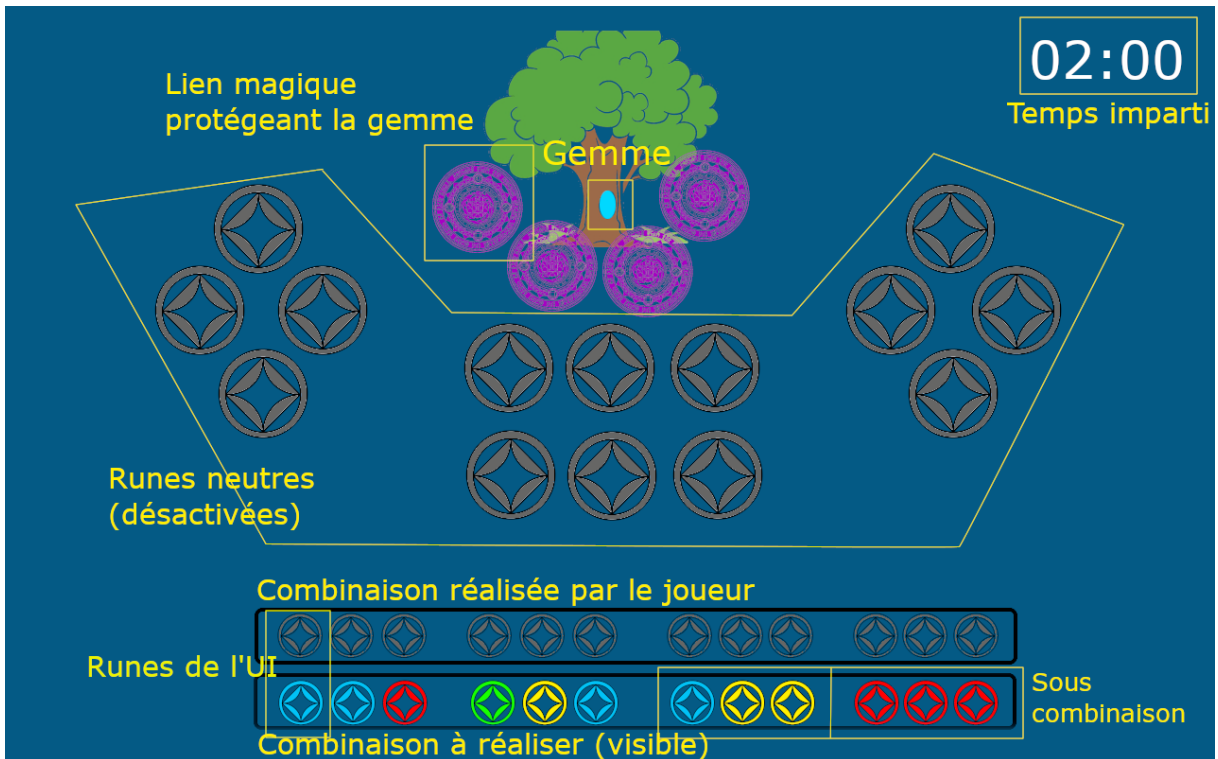 02:00
Temps imparti
Lien magique
protégeant la gemme
Gemme
Runes neutres
(désactivées)
Combinaison réalisée par le joueur
Runes de l'UI
Sous
combinaison
Combinaison à réaliser (visible)